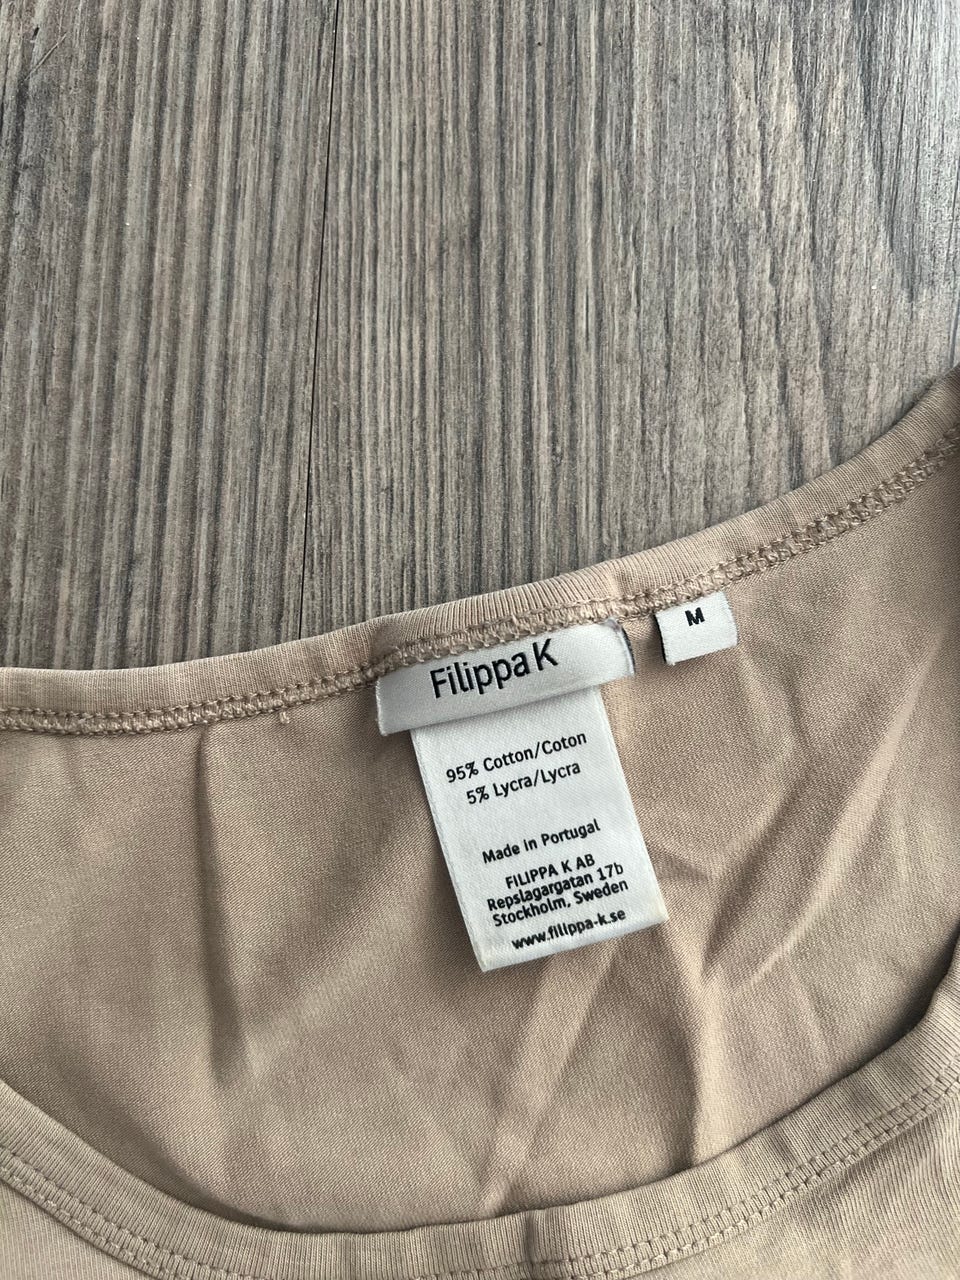 Filippa K
M
95% Cotton/Coton
5% Lycra/Lycra
Made in Portugal
FILIPPA K AB
Repslagargatan 17b
Stockholm, Sweden
www.filippa-k.se